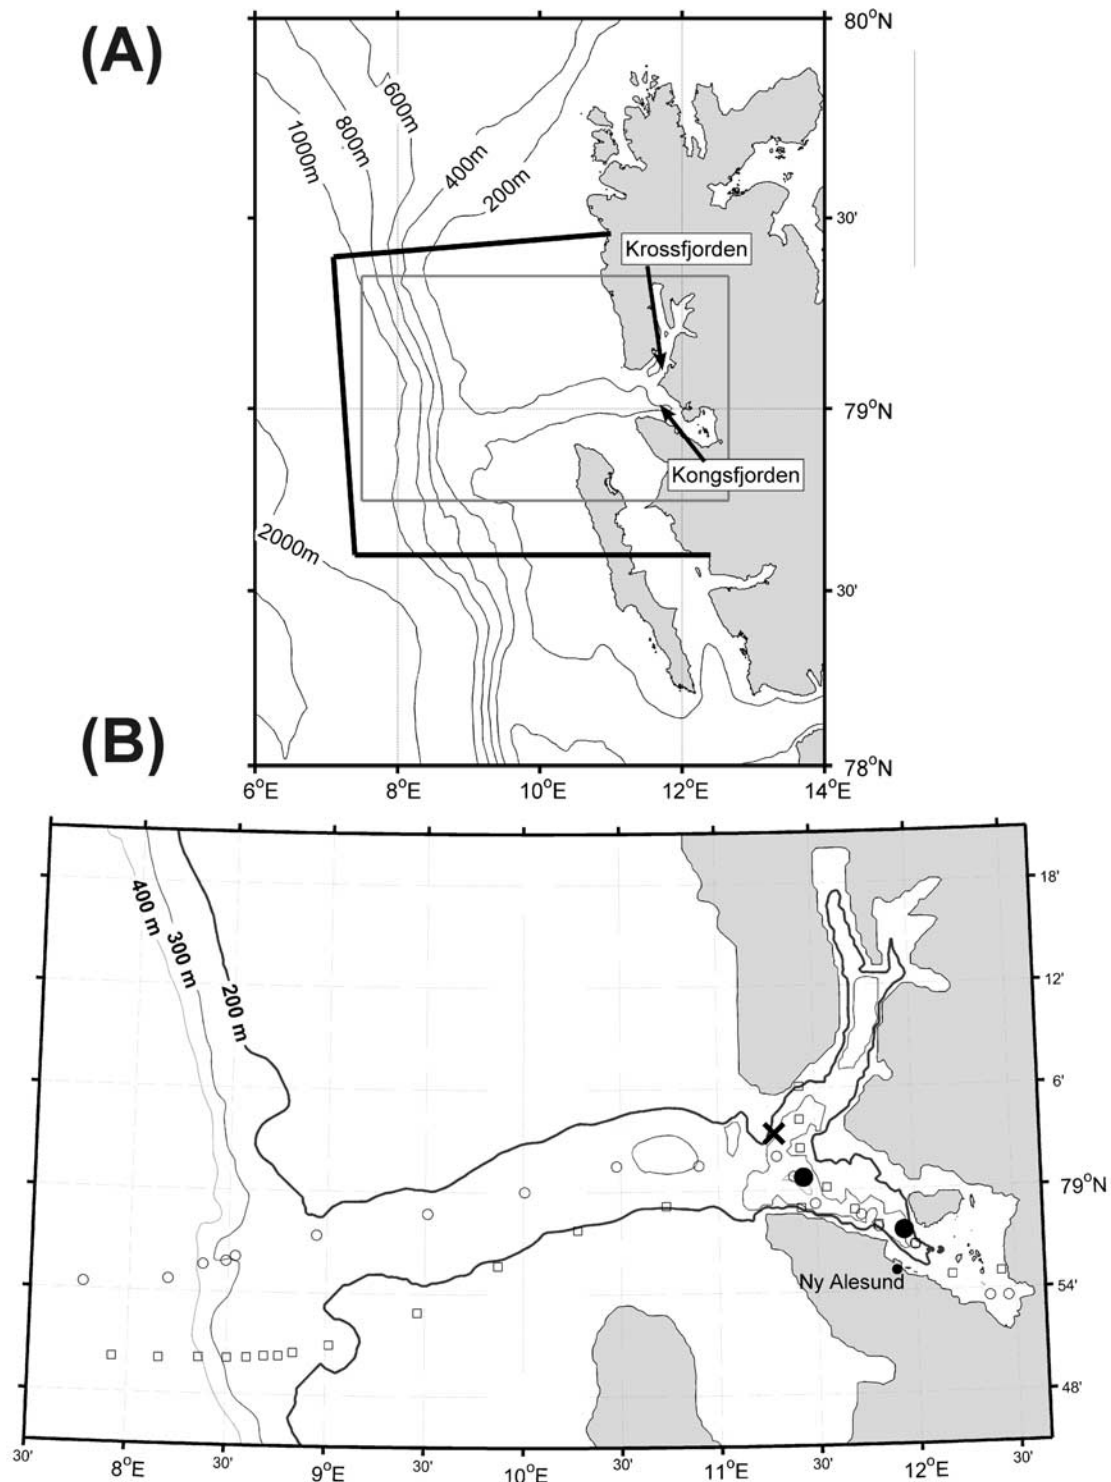 (A)
80°N
600m
800m
1000m
400m
200m
30'
Krossfjorden
79°N
Kongsfjorden
2000m
30'
78°N
6°E
8°E
10°E
12°E
14°E
(B)
400 m
300 m
200 m
18'
12'
6'
79°N
Ny Alesund
54'
48'
30'
8°E
30'
9°E
30'
10°E
30'
11°E
30'
12°E
30'